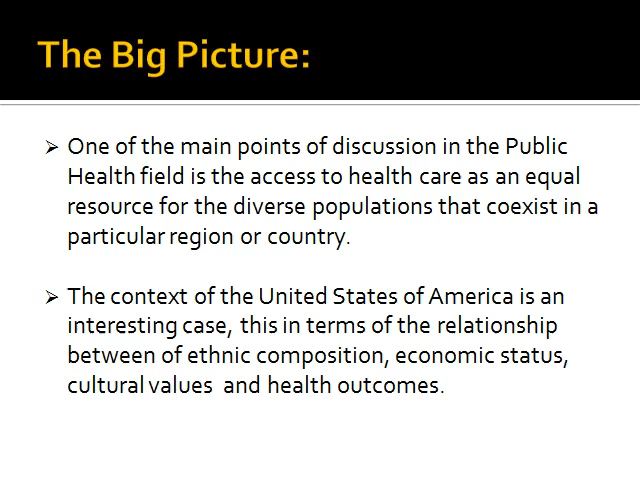 The Big Picture:
➢ One of the main points of discussion in the Public
Health field is the access to health care as an equal
resource for the diverse populations that coexist in a
particular region or country.
➢ The context of the United States of America is an
interesting case, this in terms of the relationship
between of ethnic composition, economic status,
cultural values  and health outcomes.